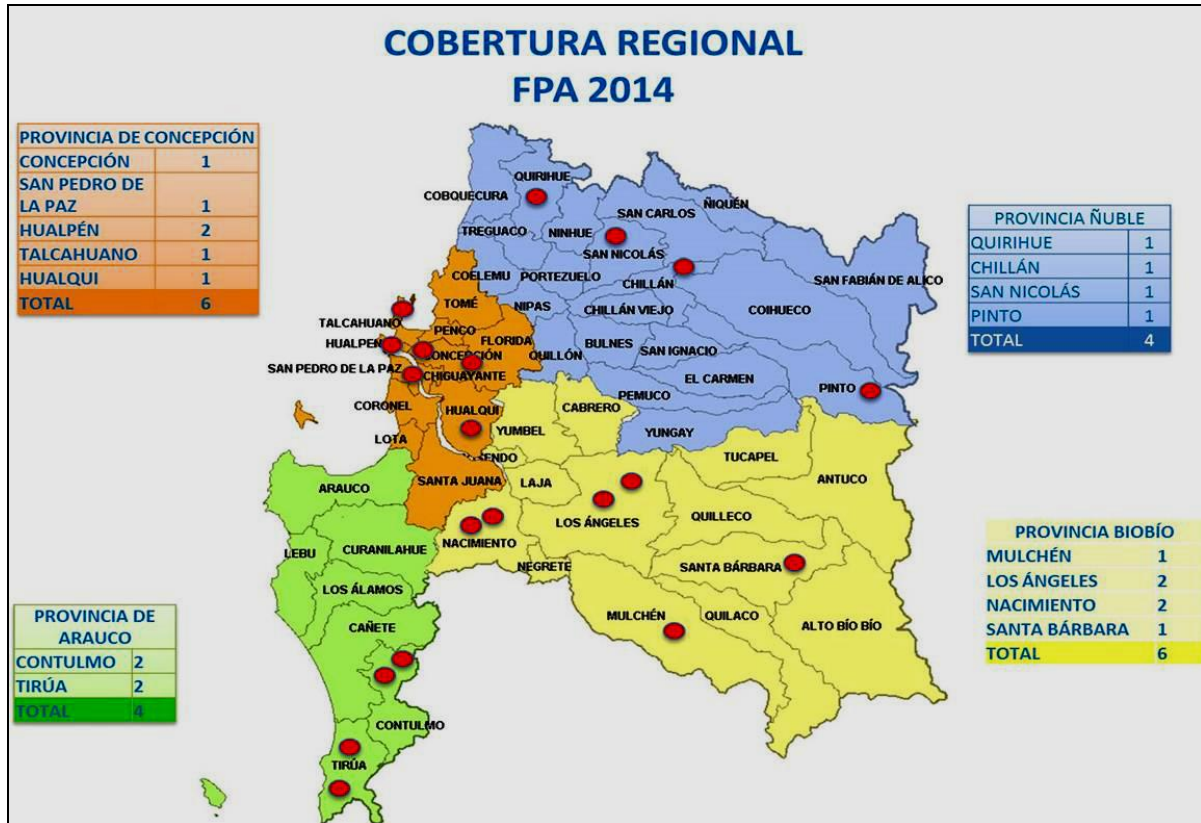 COBERTURA REGIONAL
FPA 2014
PROVINCIA DE CONCEPCIÓN
CONCEPCIÓN 1
SAN PEDRO DE
LA PAZ 1
HUALPÉN 2
TALCAHUANO 1
HUALQUI 1
TOTAL 6
PROVINCIA ÑUBLE
QUIRIHUE 1
CHILLÁN 1
SAN NICOLÁS 1
PINTO 1
TOTAL 4
PROVINCIA DE
ARAUCO
CONTULMO 2
TIRÚA 2
TOTAL 4
PROVINCIA BIOBÍO
MULCHÉN 1
LOS ÁNGELES 2
NACIMIENTO 2
SANTA BÁRBARA 1
TOTAL 6
QUIRIHUE
COBQUECURA
ÑIQUÉN
SAN CARLOS
TREGUACO
NINHUE
SAN NICOLÁS
COELEMU
PORTEZUELO
CHILLÁN
SAN FABIÁN DE ALICO
TOMÉ
ÑIPAS
CHILLÁN VIEJO
COIHUECO
TALCAHUANO
PENCO
FLORIDA
BULNES
HUALPEN
CONCEPCIÓN
QUILLÓN
SAN IGNACIO
SAN PEDRO DE LA PAZ
CHIGUAYANTE
EL CARMEN
PINTO
PEMUCO
CORONEL
HUALQUI
CABRERO
YUMBEL
YUNGAY
LOTA
SENDO
TUCAPEL
SANTA JUANA
LAJA
ANTUCO
ARAUCO
LOS ÁNGELES
QUILLECO
NACIMIENTO
LEBU
CURANILAHUE
NEGRETE
SANTA BÁRBARA
LOS ÁLAMOS
MULCHÉN
QUILACO
ALTO BÍO BÍO
CAÑETE
CONTULMO
TIRÚA